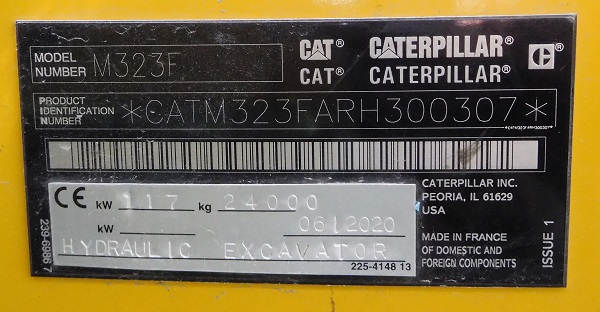 CAT® CATERPILLAR® C®
CAT® CATERPILLAR®
MODEL NUMBER M323F
PRODUCT IDENTIFICATION NUMBER *CATM323FARH300307*
*CATM323FARH300307*
CE kW 117 kg 24000
kW 06|2020
HYDRAULIC EXCAVATOR
225-4148 13
239-6986 7
CATERPILLAR INC.
PEORIA, IL 61629
USA
MADE IN FRANCE
OF DOMESTIC AND
FOREIGN COMPONENTS
ISSUE 1